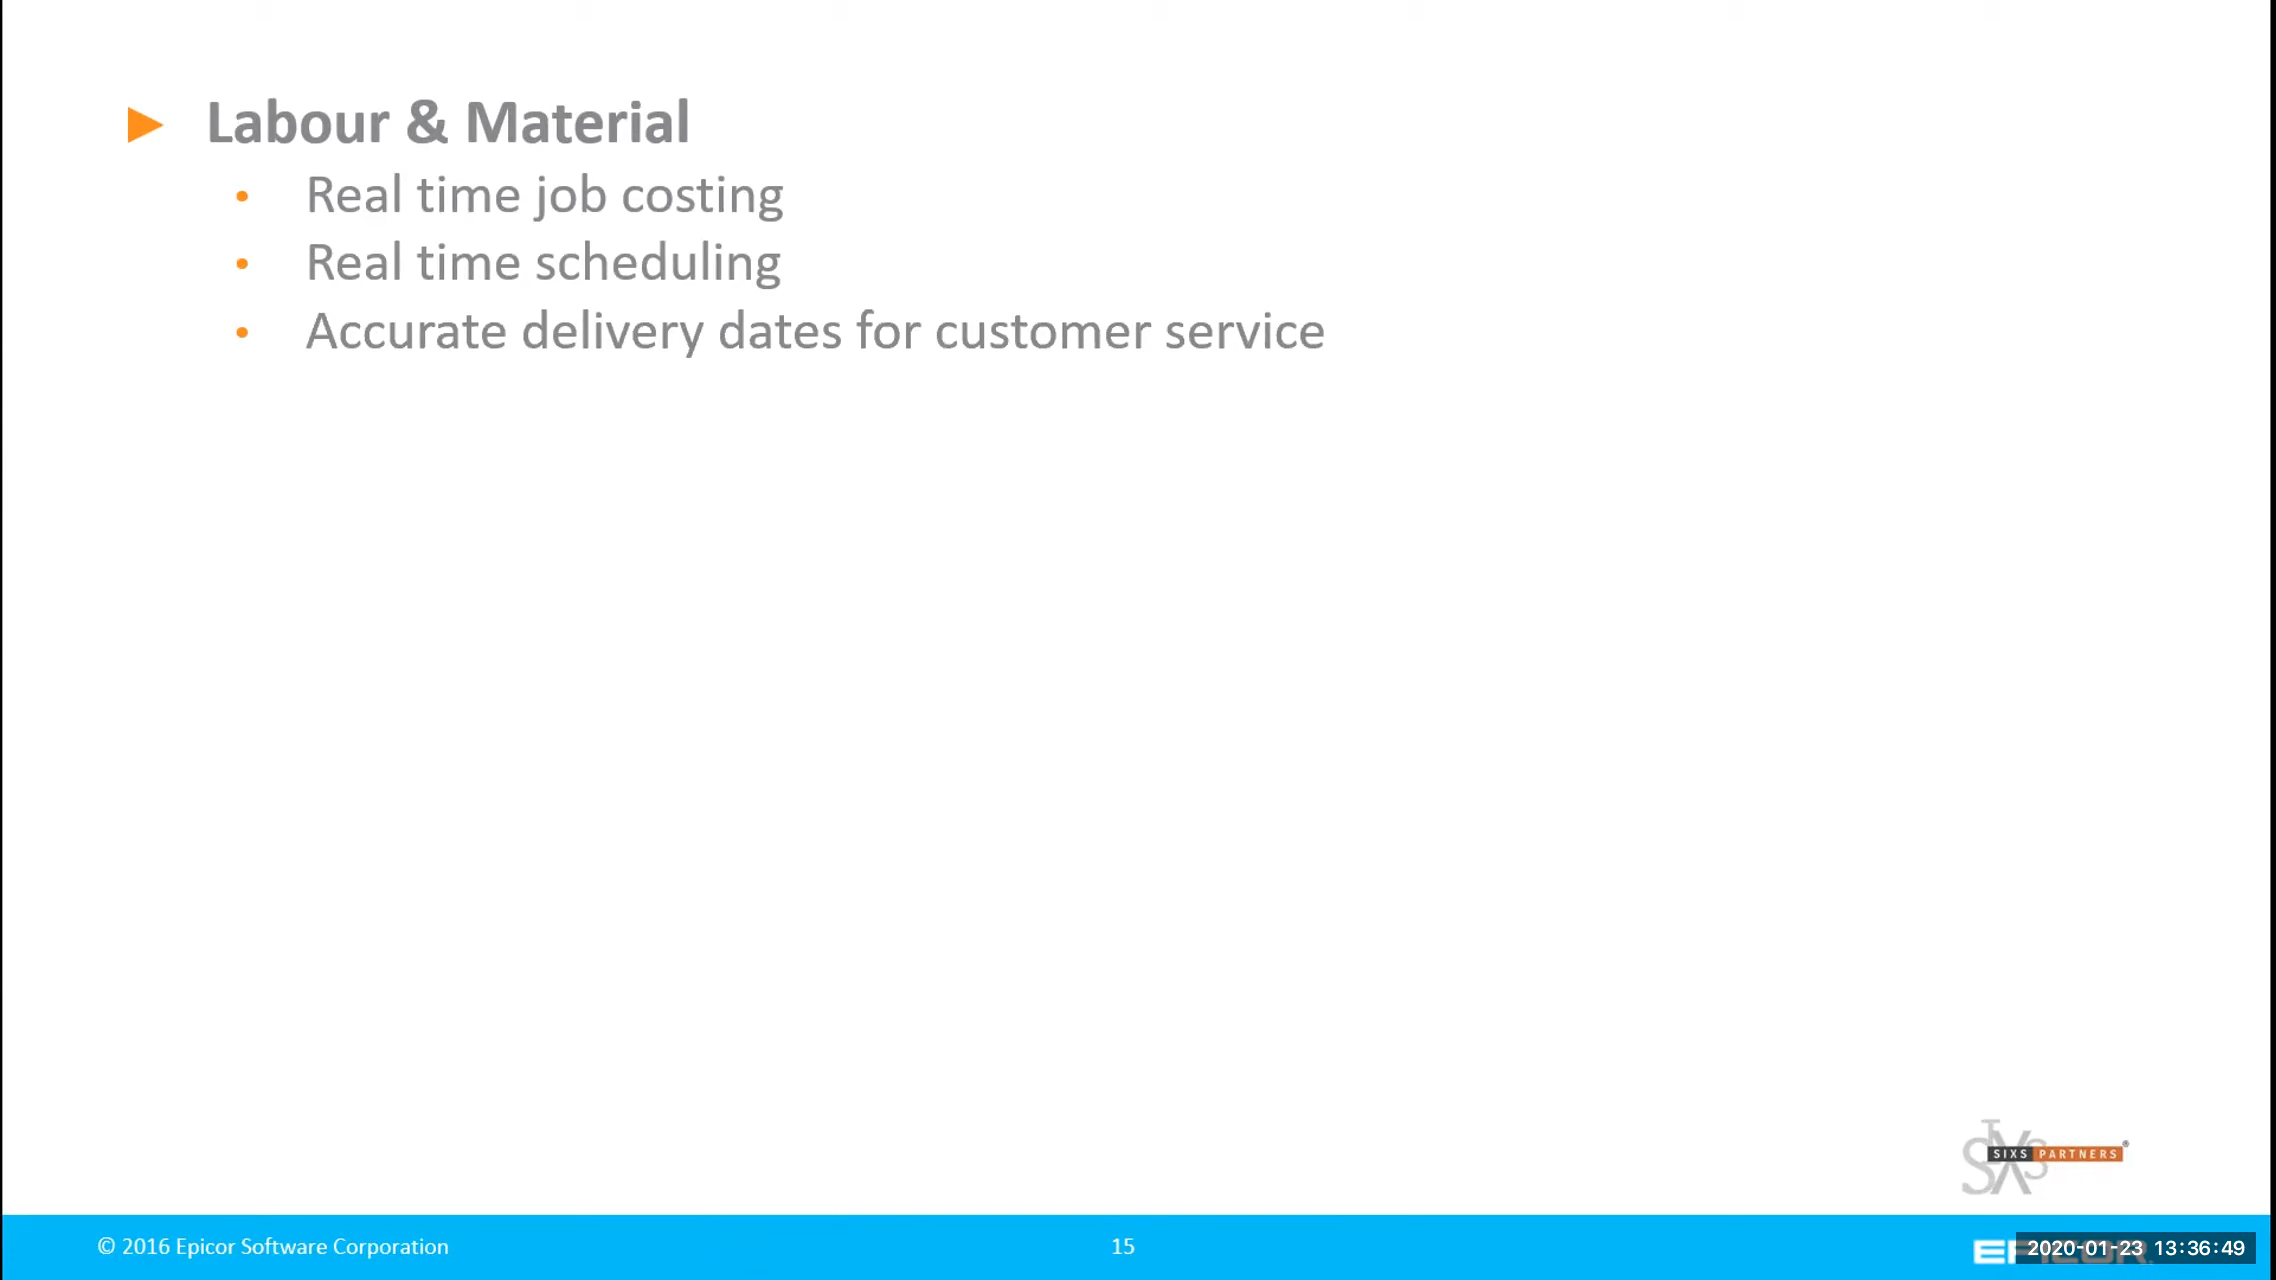 Labour & Material
• Real time job costing
• Real time scheduling
• Accurate delivery dates for customer service
SIXS PARTNERS
© 2016 Epicor Software Corporation
15
EPICOR
2020-01-23 13:36:49